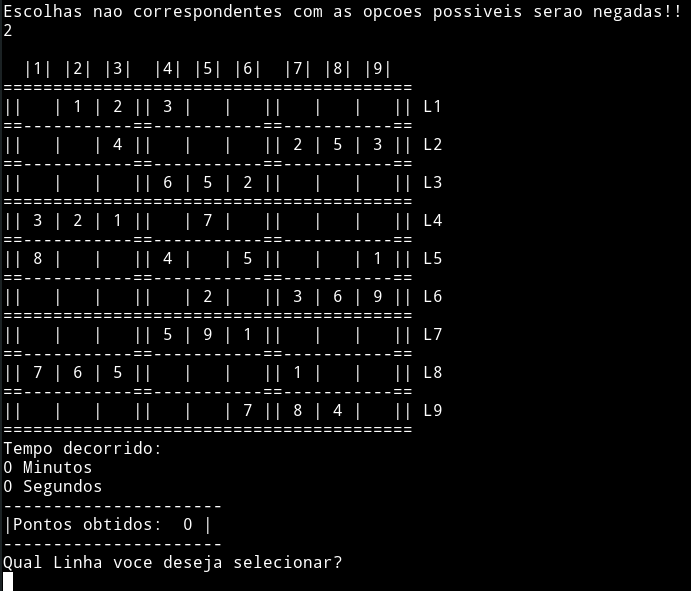 Escolhas nao correspondentes com as opcoes possiveis serao negadas!!
2
  |1| |2| |3|  |4| |5| |6|  |7| |8| |9|
=========================================
||   | 1 | 2 || 3 |   |   ||   |   |   || L1
==-----------==-----------==-----------==
||   |   | 4 ||   |   |   || 2 | 5 | 3 || L2
==-----------==-----------==-----------==
||   |   |   || 6 | 5 | 2 ||   |   |   || L3
=========================================
|| 3 | 2 | 1 ||   | 7 |   ||   |   |   || L4
==-----------==-----------==-----------==
|| 8 |   |   || 4 |   | 5 ||   |   | 1 || L5
==-----------==-----------==-----------==
||   |   |   ||   | 2 |   || 3 | 6 | 9 || L6
=========================================
||   |   |   || 5 | 9 | 1 ||   |   |   || L7
==-----------==-----------==-----------==
|| 7 | 6 | 5 ||   |   |   || 1 |   |   || L8
==-----------==-----------==-----------==
||   |   |   ||   |   | 7 || 8 | 4 |   || L9
=========================================
Tempo decorrido:
0 Minutos
0 Segundos
----------------------
|Pontos obtidos:  0 |
----------------------
Qual Linha voce deseja selecionar?